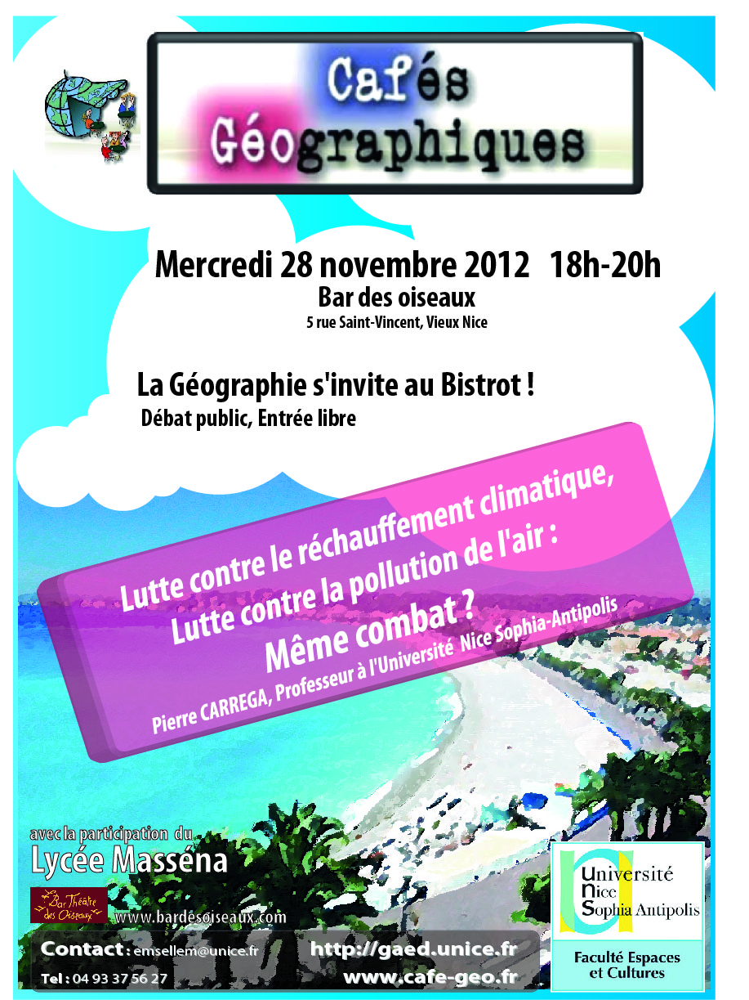 Cafés
Géographiques
Mercredi 28 novembre 2012 18h-20h
Bar des oiseaux
5 rue Saint-Vincent, Vieux Nice
La Géographie s'invite au Bistrot !
Débat public, Entrée libre
Lutte contre le réchauffement climatique,
Lutte contre la pollution de l'air :
Même combat ?
Pierre CARREGA, Professeur à l'Université Nice Sophia-Antipolis
avec la participation du
Lycée Masséna
Bar Théâtre
des Oiseaux
www.bardesoiseaux.com
Contact : emsellem@unice.fr
http://gaed.unice.fr
Tel : 04 93 37 56 27
www.cafe-geo.fr
Université
Nice
Sophia Antipolis
Faculté Espaces
et Cultures